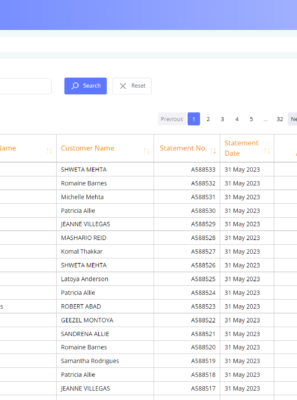 Search Reset
Previous 1 2 3 4 5 ... 32 Ne
Name Customer Name Statement No. Statement Date
SHWETA MEHTA AS88533 31 May 2023
Romaine Barnes AS88532 31 May 2023
Michelle Mehta AS88531 31 May 2023
Patricia Allie AS88530 31 May 2023
JEANNE VILLEGAS AS88529 31 May 2023
MASHARIO REID AS88528 31 May 2023
Komal Thakkar AS88527 31 May 2023
SHWETA MEHTA AS88526 31 May 2023
Latoya Anderson AS88525 31 May 2023
Patricia Allie AS88524 31 May 2023
s ROBERT ABAD AS88523 31 May 2023
GEEZEL MONTOYA AS88522 31 May 2023
SANDRENA ALLIE AS88521 31 May 2023
Romaine Barnes AS88520 31 May 2023
Samantha Rodrigues AS88519 31 May 2023
Patricia Allie AS88518 31 May 2023
JEANNE VILLEGAS AS88517 31 May 2023